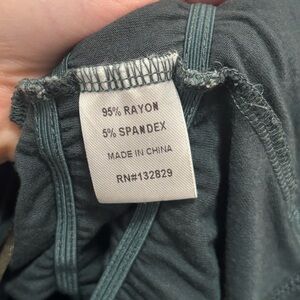 95% RAYON
5% SPANDEX
MADE IN CHINA
RN#132829